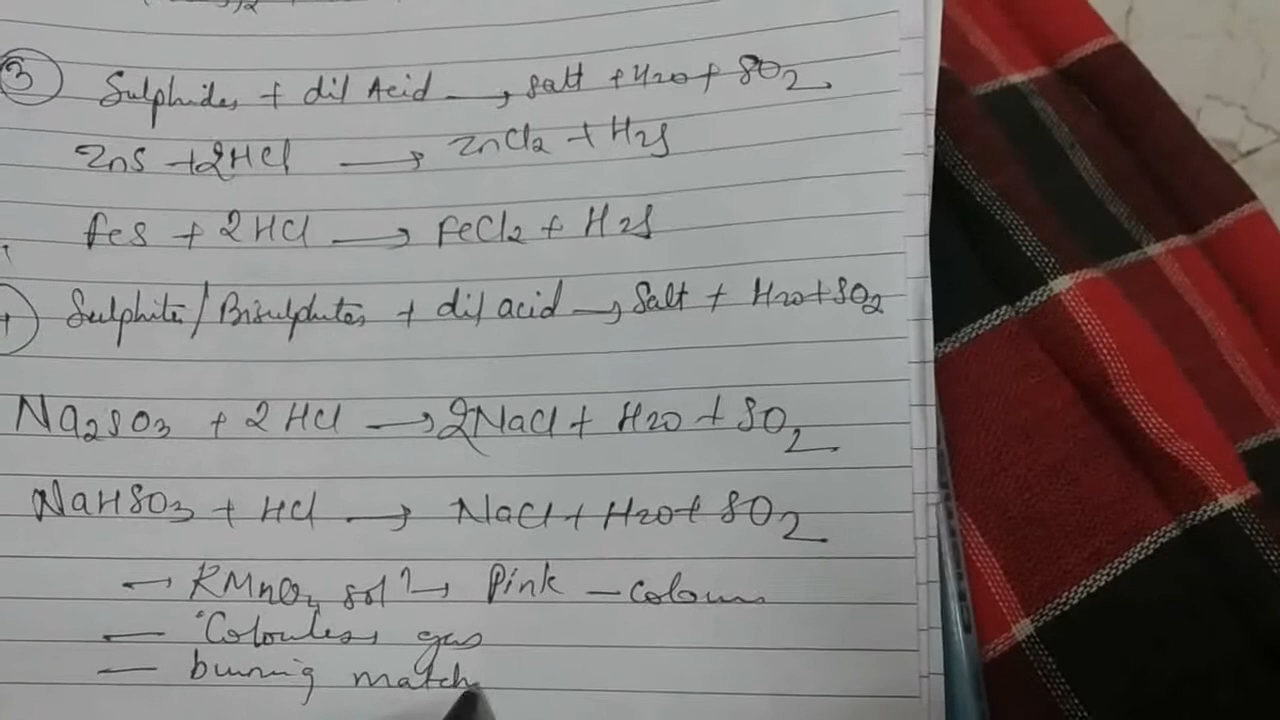 ③ Sulphides + dil Acid → Salt + H2O + SO2.
ZnS + 2HCl → ZnCl2 + H2S
FeS + 2HCl → FeCl2 + H2S
Sulphite/Bisulphites + dil acid → Salt + H2O + SO2
Na2SO3 + 2HCl → 2NaCl + H2O + SO2
NaHSO3 + HCl → NaCl + H2O + SO2
→ KMnO4 solⁿ → Pink - colour
— Colourless gas
— burning match